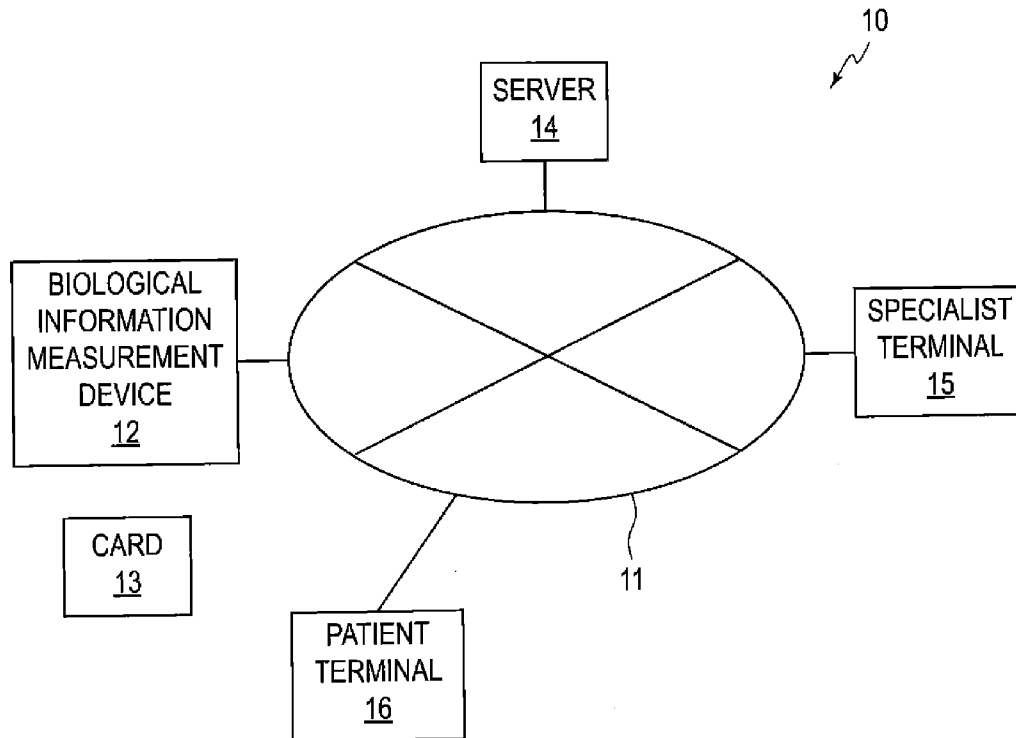 10
SERVER
14
BIOLOGICAL
INFORMATION
MEASUREMENT
DEVICE
12
SPECIALIST
TERMINAL
15
CARD
13
11
PATIENT
TERMINAL
16